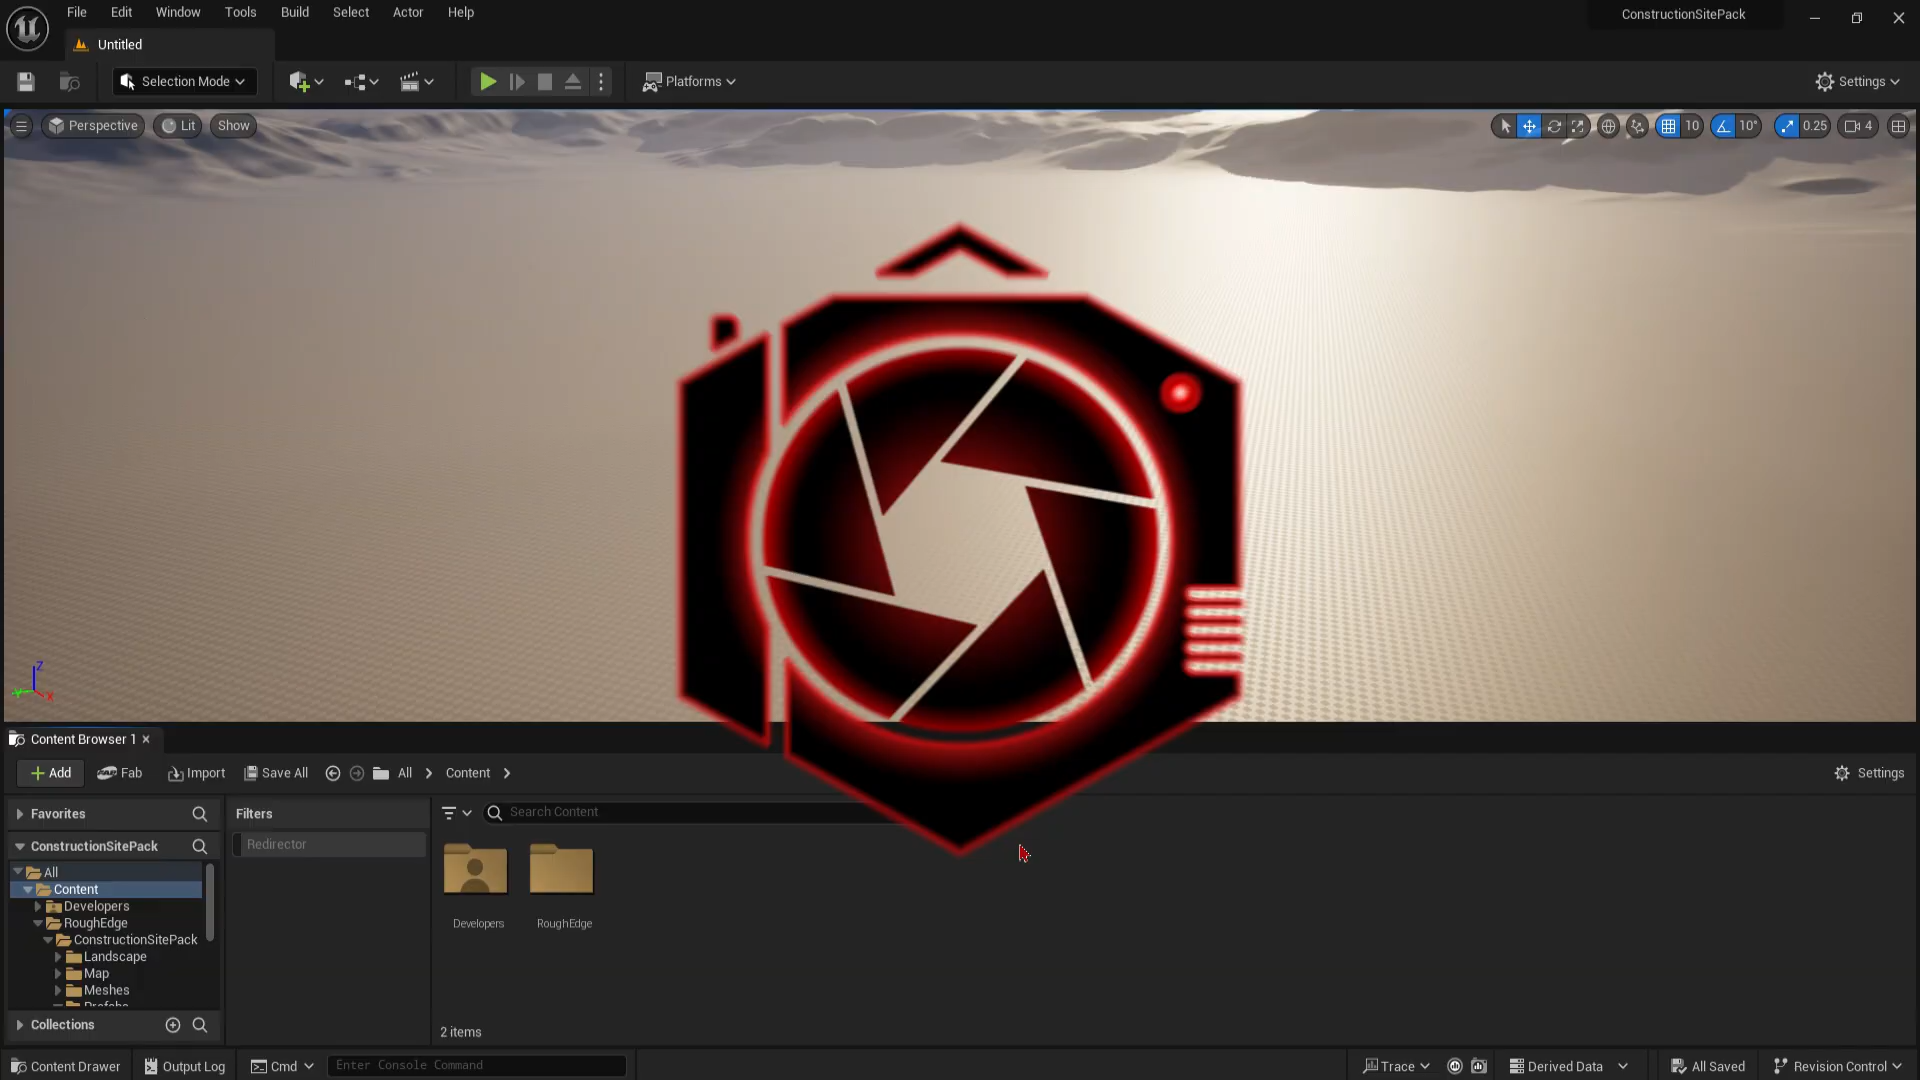 File Edit Window Tools Build Select Actor Help
ConstructionSitePack
Untitled
Selection Mode
Platforms
Settings
Perspective Lit Show
10 10° 0.25 4
Z
Y X
Content Browser 1
Add Fab Import Save All All Content
Settings
Favorites
Filters
Search Content
ConstructionSitePack
Redirector
All
Content
Developers
RoughEdge
ConstructionSitePack
Landscape
Map
Meshes
Prefabs
Developers RoughEdge
Collections
2 items
Content Drawer Output Log Cmd Enter Console Command
Trace Derived Data All Saved Revision Control